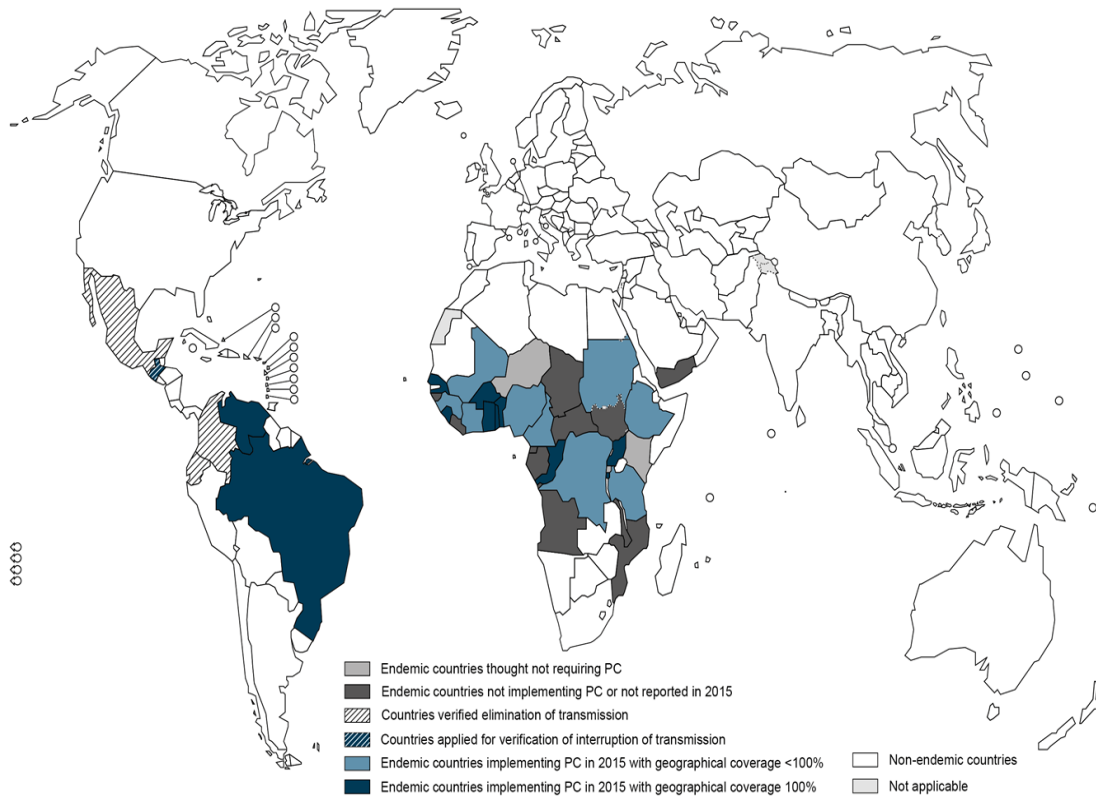 Endemic countries thought not requiring PC
Endemic countries not implementing PC or not reported in 2015
Countries verified elimination of transmission
Countries applied for verification of interruption of transmission
Endemic countries implementing PC in 2015 with geographical coverage <100%
Endemic countries implementing PC in 2015 with geographical coverage 100%
Non-endemic countries
Not applicable